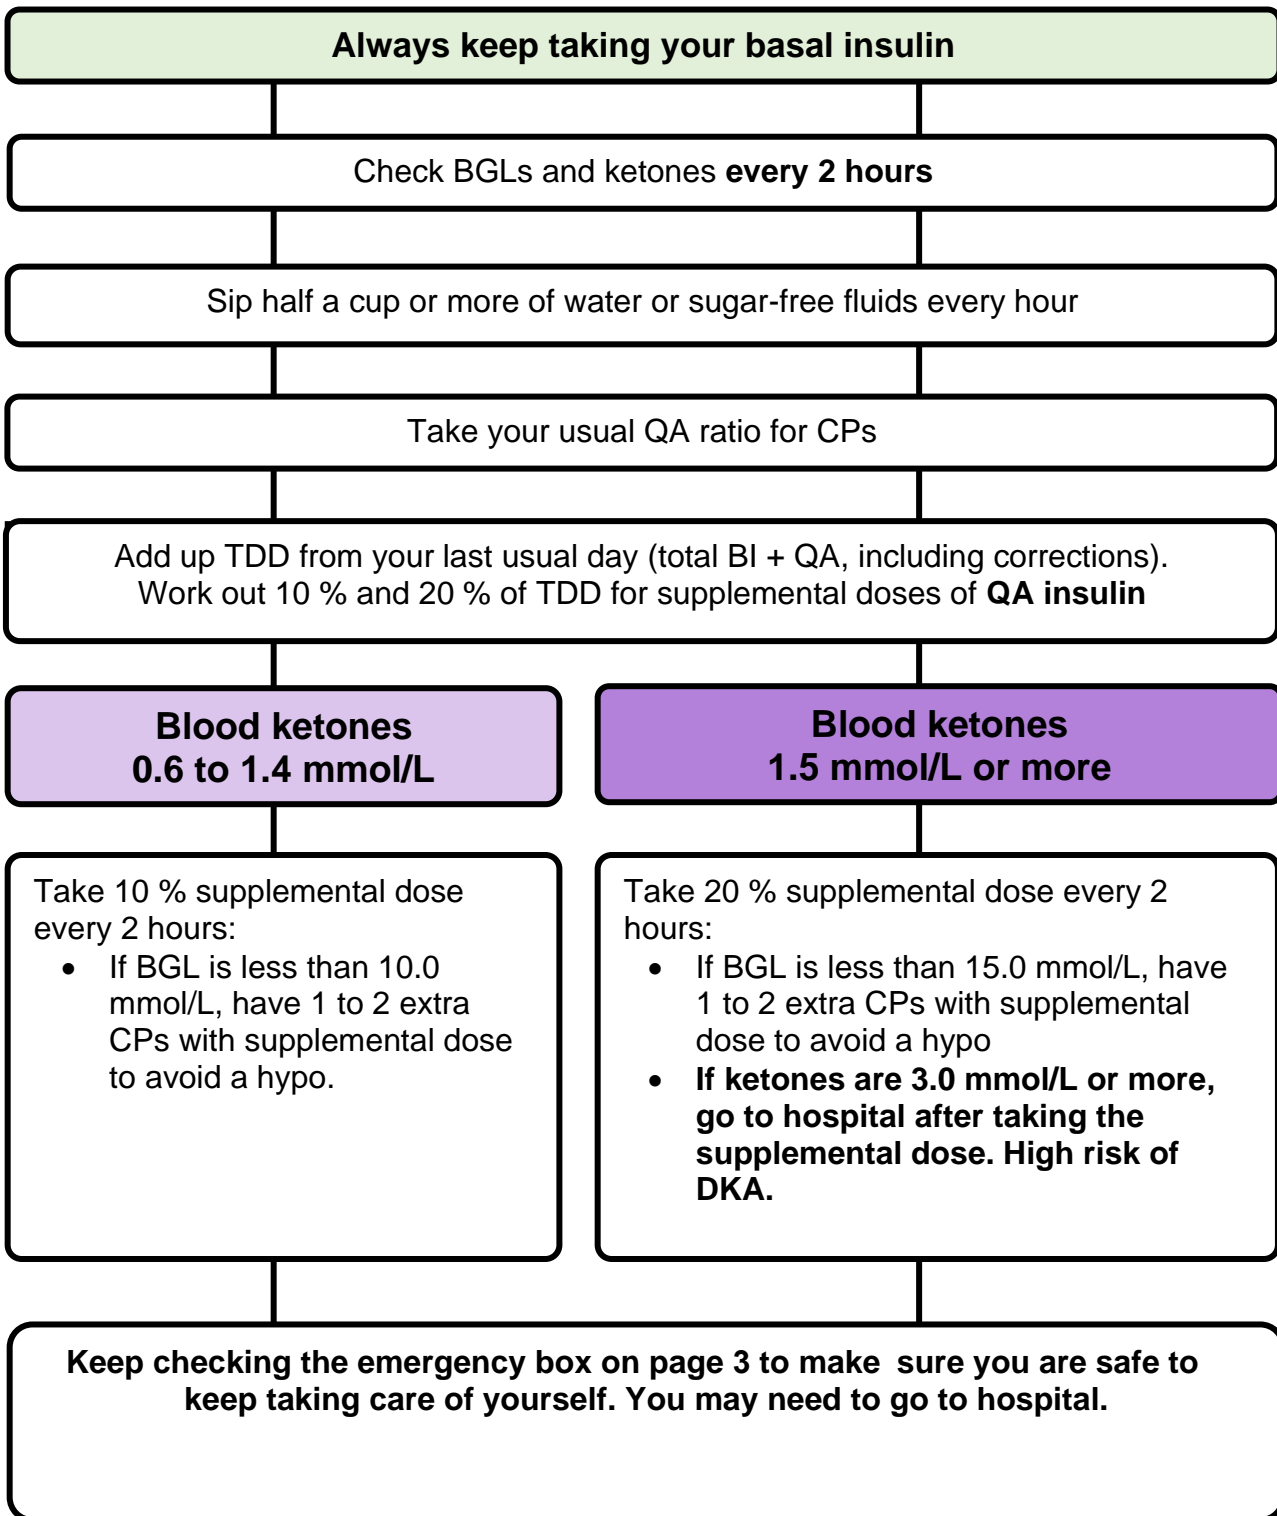 Always keep taking your basal insulin
Check BGLs and ketones every 2 hours
Sip half a cup or more of water or sugar-free fluids every hour
Take your usual QA ratio for CPs
Add up TDD from your last usual day (total BI + QA, including corrections).
Work out 10 % and 20 % of TDD for supplemental doses of QA insulin
Blood ketones
0.6 to 1.4 mmol/L
Take 10 % supplemental dose
every 2 hours:
• If BGL is less than 10.0
mmol/L, have 1 to 2 extra
CPs with supplemental dose
to avoid a hypo.
Blood ketones
1.5 mmol/L or more
Take 20 % supplemental dose every 2
hours:
• If BGL is less than 15.0 mmol/L, have
1 to 2 extra CPs with supplemental
dose to avoid a hypo
• If ketones are 3.0 mmol/L or more,
go to hospital after taking the
supplemental dose. High risk of
DKA.
Keep checking the emergency box on page 3 to make  sure you are safe to
keep taking care of yourself. You may need to go to hospital.